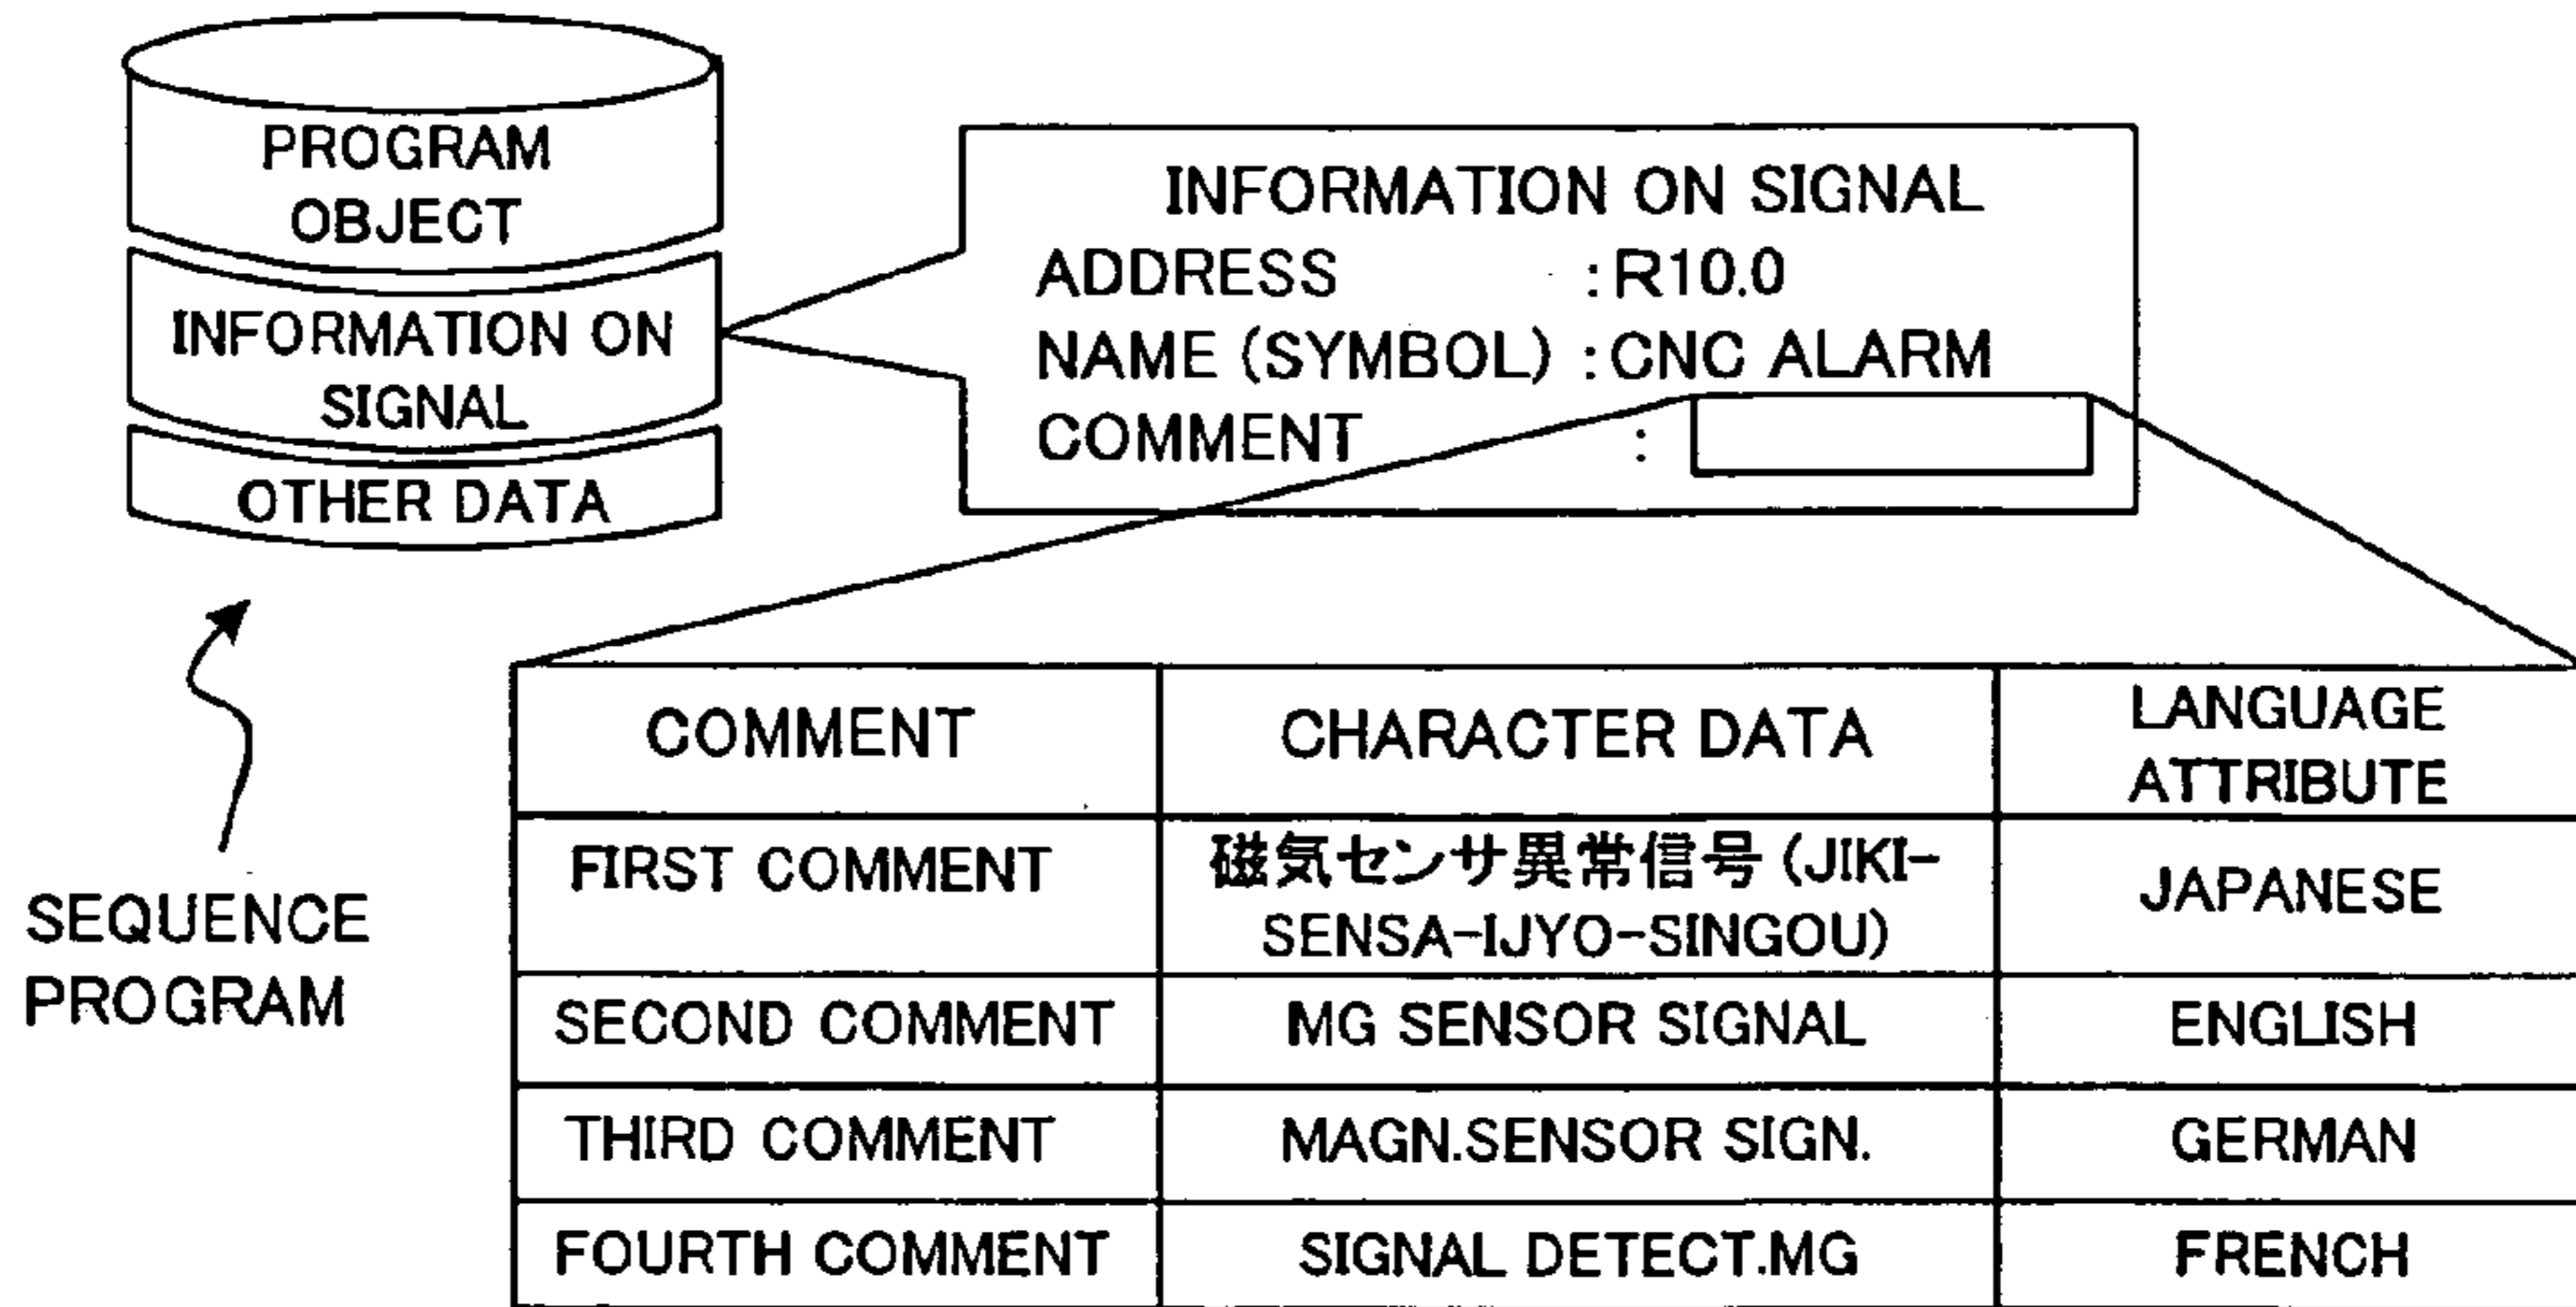 PROGRAM
OBJECT
INFORMATION ON
SIGNAL
OTHER DATA
SEQUENCE
PROGRAM
INFORMATION ON SIGNAL
ADDRESS :R10.0
NAME (SYMBOL) :CNC ALARM
COMMENT :
COMMENT CHARACTER DATA LANGUAGE
ATTRIBUTE
FIRST COMMENT 磁気センサ異常信号 (JIKI-
SENSA-IJYO-SINGOU) JAPANESE
SECOND COMMENT MG SENSOR SIGNAL ENGLISH
THIRD COMMENT MAGN.SENSOR SIGN. GERMAN
FOURTH COMMENT SIGNAL DETECT.MG FRENCH